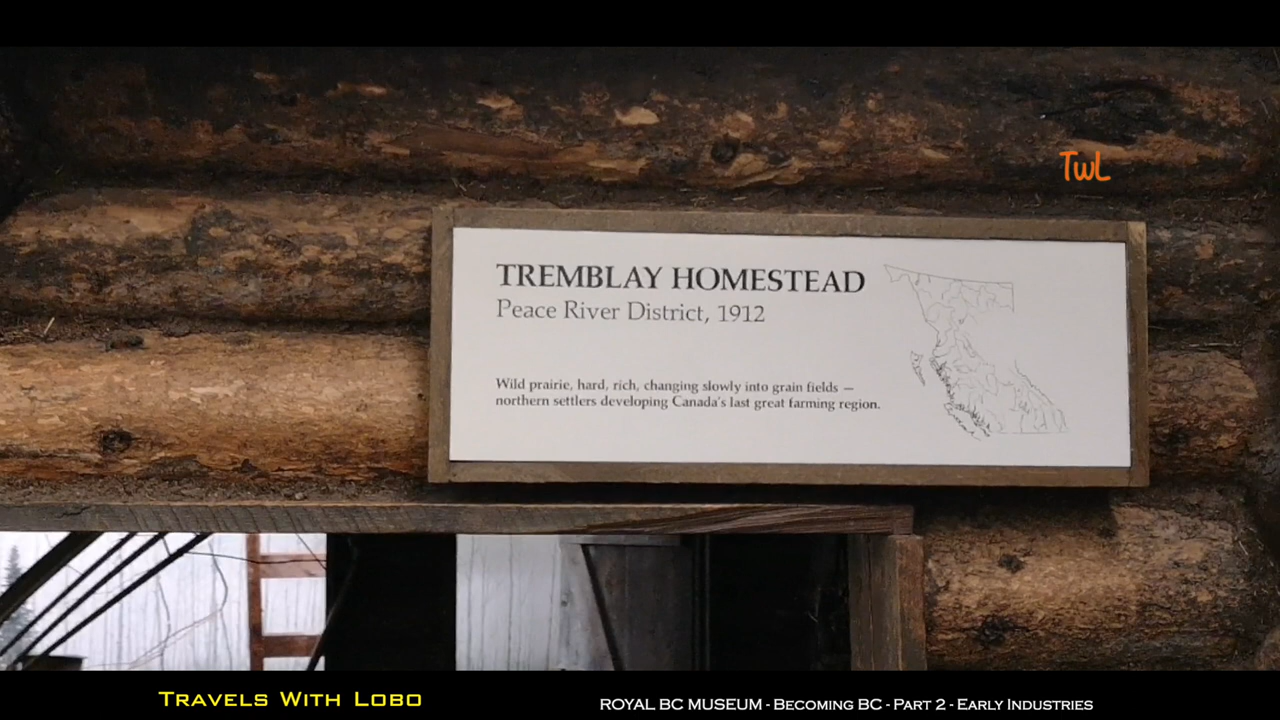 TwL
TREMBLAY HOMESTEAD
Peace River District, 1912
Wild prairie, hard, rich, changing slowly into grain fields —
northern settlers developing Canada's last great farming region.
Travels With Lobo
ROYAL BC MUSEUM - Becoming BC - Part 2 - Early Industries